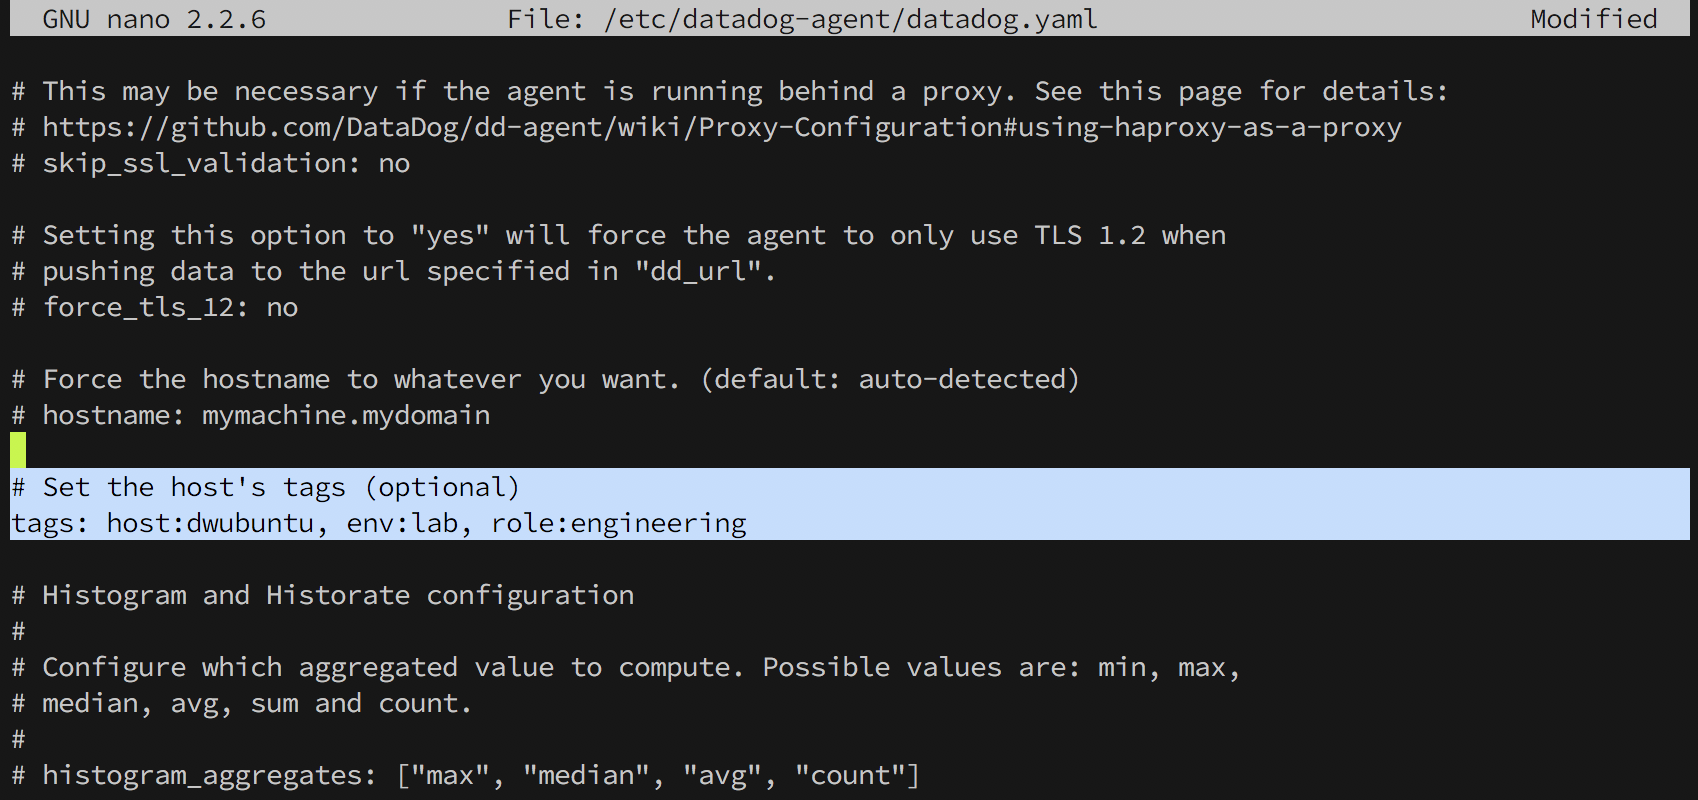 GNU nano 2.2.6 File: /etc/datadog-agent/datadog.yaml Modified
# This may be necessary if the agent is running behind a proxy. See this page for details:
# https://github.com/DataDog/dd-agent/wiki/Proxy-Configuration#using-haproxy-as-a-proxy
# skip_ssl_validation: no
# Setting this option to "yes" will force the agent to only use TLS 1.2 when
# pushing data to the url specified in "dd_url".
# force_tls_12: no
# Force the hostname to whatever you want. (default: auto-detected)
# hostname: mymachine.mydomain
# Set the host's tags (optional)
tags: host:dwubuntu, env:lab, role:engineering
# Histogram and Historate configuration
#
# Configure which aggregated value to compute. Possible values are: min, max,
# median, avg, sum and count.
#
# histogram_aggregates: ["max", "median", "avg", "count"]